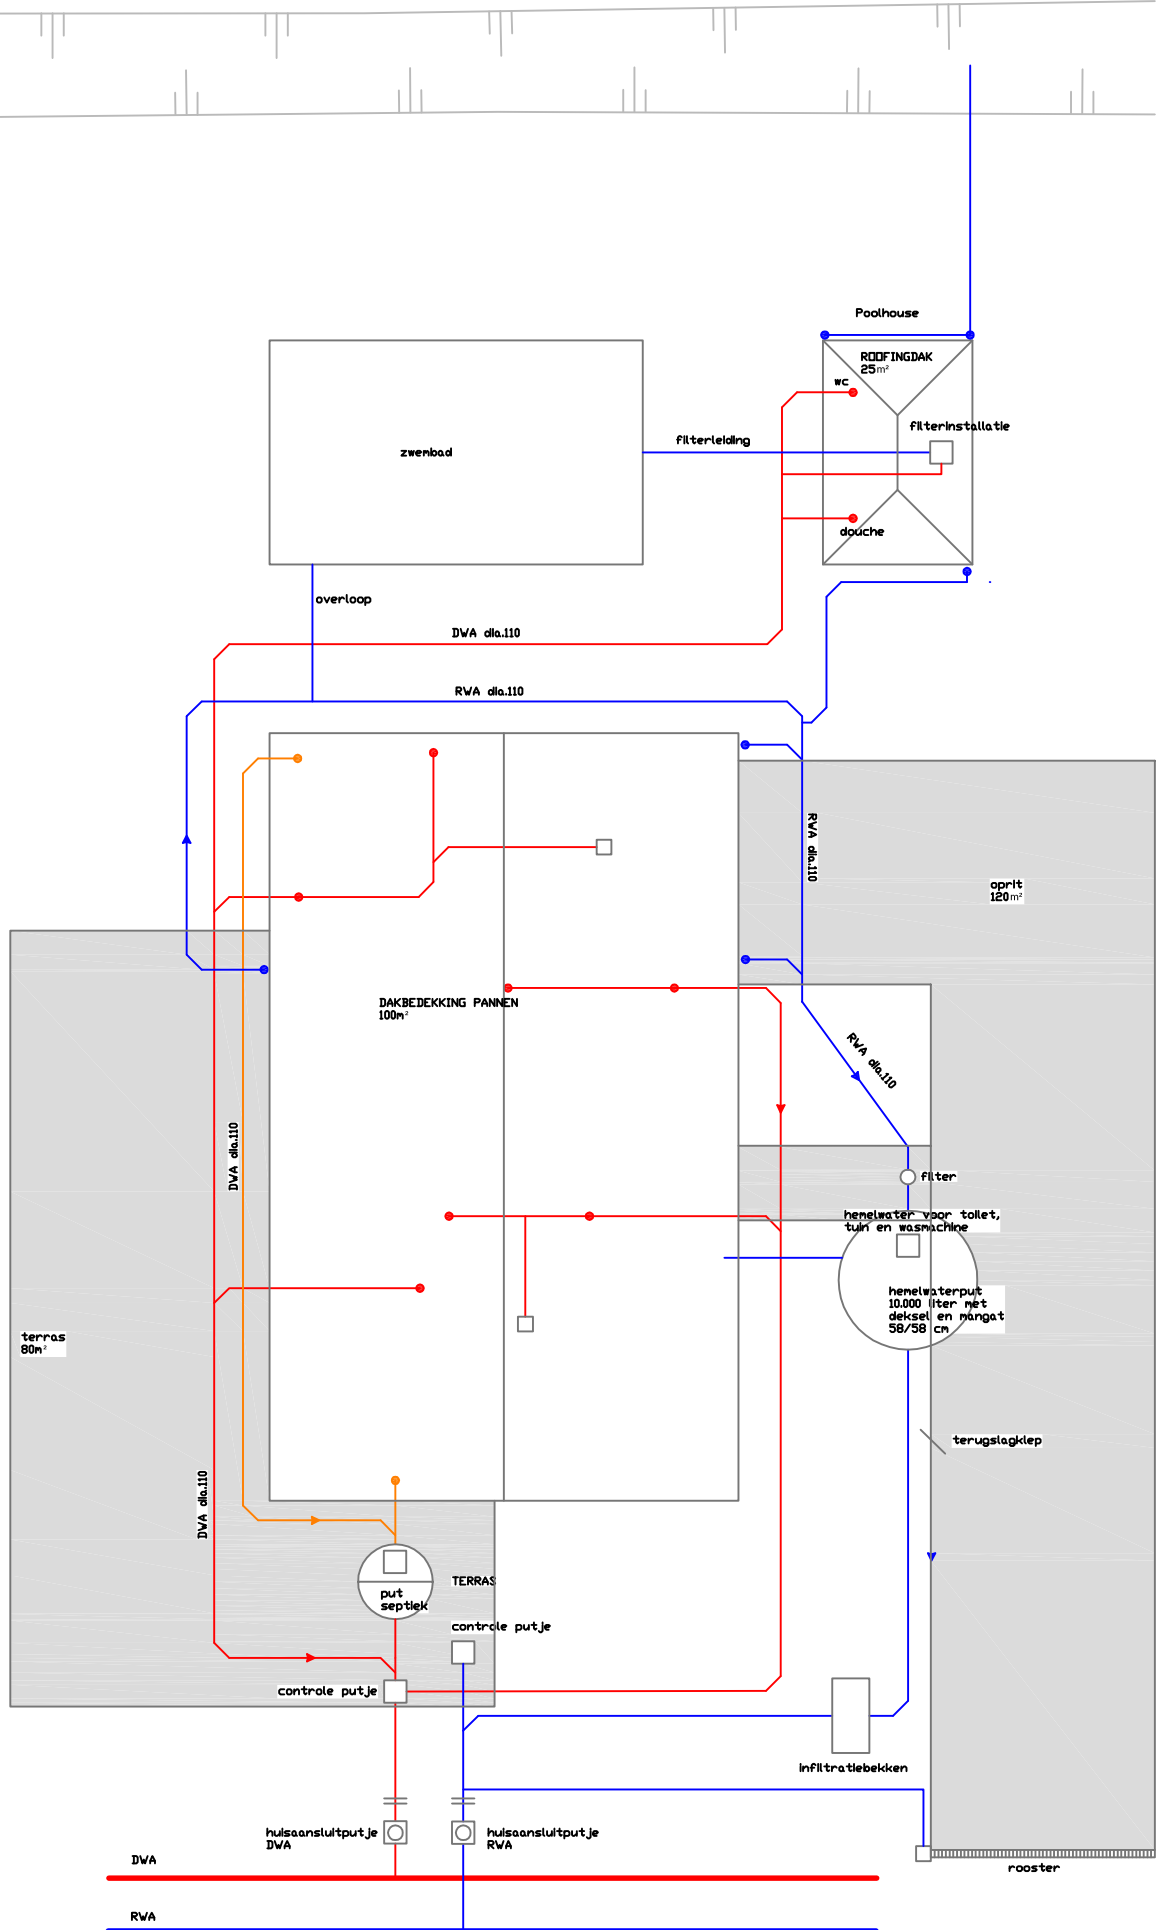 Poolhouse
ROOFINGDAK
25m²
wc
filterinstallatie
filterleiding
zwembad
douche
overloop
DWA dia.110
RWA dia.110
RWA dia.110
oprit
120m²
DAKBEDEKKING PANNEN
100m²
RWA dia.110
DWA dia.110
filter
hemelwater voor toilet,
tuin en wasmachine
hemelwaterput
10.000 liter met
deksel en mangat
58/58 cm
terras
80m²
terugslagklep
DWA dia.110
TERRAS
put
septiek
controle putje
controle putje
infiltratiebekken
huisaansluitputje
DWA
huisaansluitputje
RWA
DWA
rooster
RWA